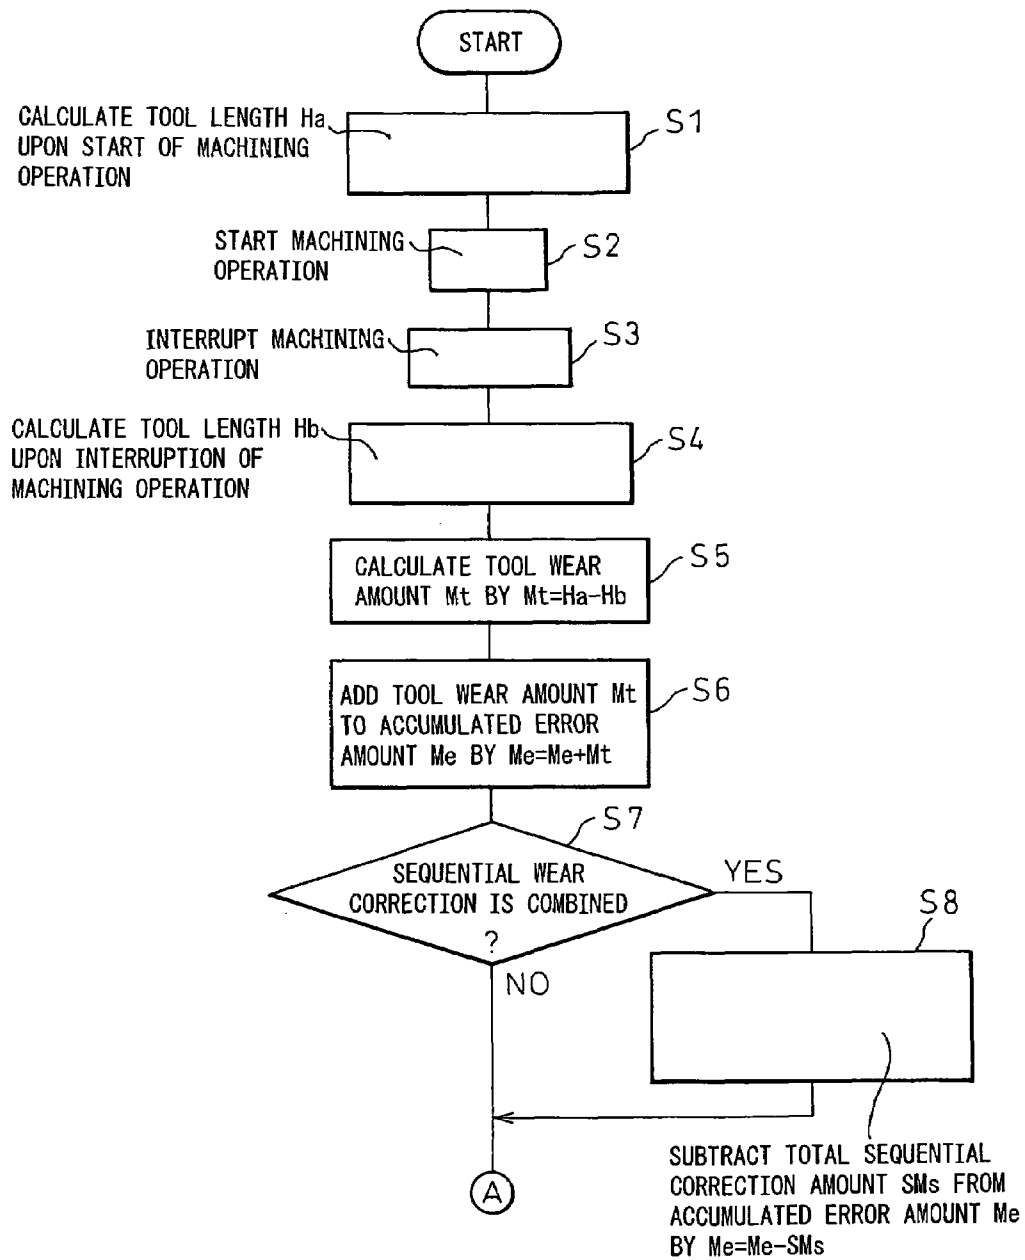 START
CALCULATE TOOL LENGTH Ha
UPON START OF MACHINING
OPERATION
S1
START MACHINING
OPERATION
S2
INTERRUPT MACHINING
OPERATION
S3
CALCULATE TOOL LENGTH Hb
UPON INTERRUPTION OF
MACHINING OPERATION
S4
CALCULATE TOOL WEAR
AMOUNT Mt BY Mt=Ha-Hb
S5
ADD TOOL WEAR AMOUNT Mt
TO ACCUMULATED ERROR
AMOUNT Me BY Me=Me+Mt
S6
SEQUENTIAL WEAR
CORRECTION IS COMBINED
?
S7
YES
NO
S8
SUBTRACT TOTAL SEQUENTIAL
CORRECTION AMOUNT SMs FROM
ACCUMULATED ERROR AMOUNT Me
BY Me=Me-SMs
A